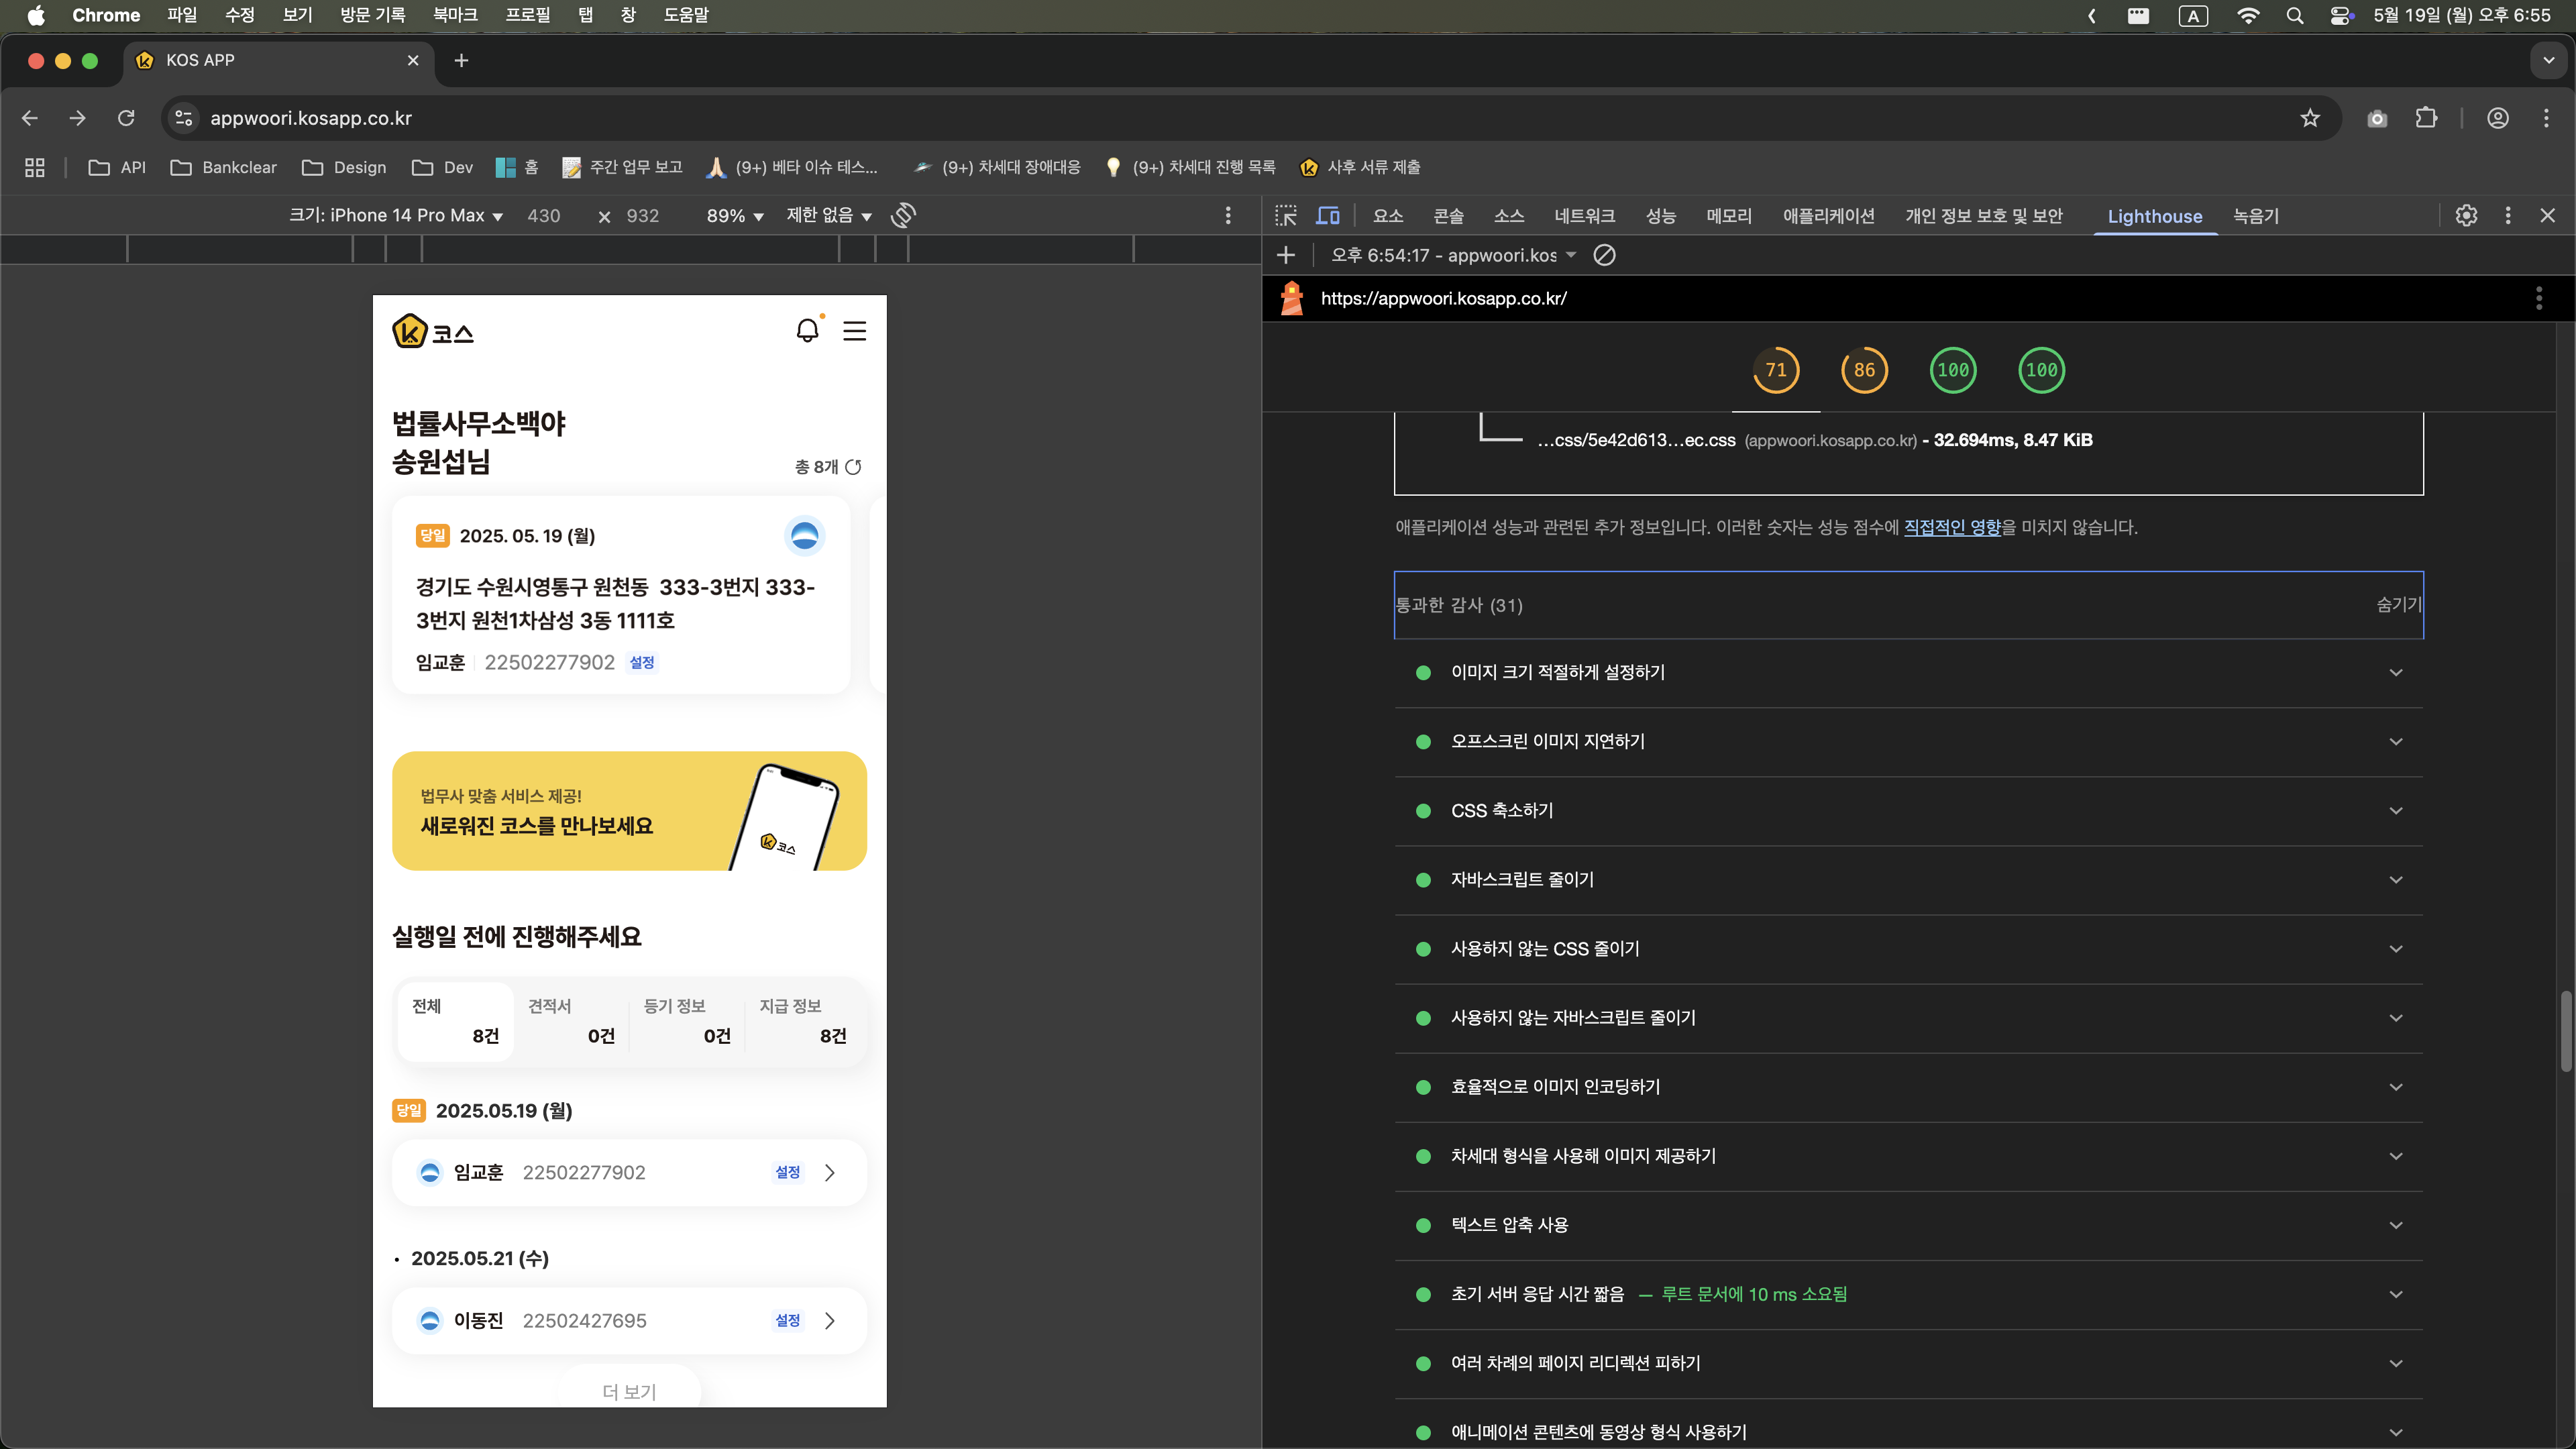 Chrome 파일 수정 보기 방문 기록 북마크 프로필 탭 창 도움말 A 5월 19일 (월) 오후 6:55
KOS APP
appwoori.kosapp.co.kr
API Bankclear Design Dev 홈 주간 업무 보고 (9+) 베타 이슈 테스... (9+) 차세대 장애대응 (9+) 차세대 진행 목록 사후 서류 제출
크기: iPhone 14 Pro Max 430 × 932 89% 제한 없음
코스
법률사무소백야
송원섭님
총 8개
당일 2025. 05. 19 (월)
경기도 수원시영통구 원천동 333-3번지 333-
3번지 원천1차삼성 3동 1111호
임교훈 22502277902 설정
법무사 맞춤 서비스 제공!
새로워진 코스를 만나보세요
코스
실행일 전에 진행해주세요
전체 견적서 등기 정보 지급 정보
8건 0건 0건 8건
당일 2025.05.19 (월)
임교훈 22502277902 설정
· 2025.05.21 (수)
이동진 22502427695 설정
더 보기
요소 콘솔 소스 네트워크 성능 메모리 애플리케이션 개인 정보 보호 및 보안 Lighthouse 녹음기
오후 6:54:17 - appwoori.kos
https://appwoori.kosapp.co.kr/
71 86 100 100
...css/5e42d613...ec.css (appwoori.kosapp.co.kr) - 32.694ms, 8.47 KiB
애플리케이션 성능과 관련된 추가 정보입니다. 이러한 숫자는 성능 점수에 직접적인 영향을 미치지 않습니다.
통과한 감사 (31) 숨기기
이미지 크기 적절하게 설정하기
오프스크린 이미지 지연하기
CSS 축소하기
자바스크립트 줄이기
사용하지 않는 CSS 줄이기
사용하지 않는 자바스크립트 줄이기
효율적으로 이미지 인코딩하기
차세대 형식을 사용해 이미지 제공하기
텍스트 압축 사용
초기 서버 응답 시간 짧음 — 루트 문서에 10 ms 소요됨
여러 차례의 페이지 리디렉션 피하기
애니메이션 콘텐츠에 동영상 형식 사용하기